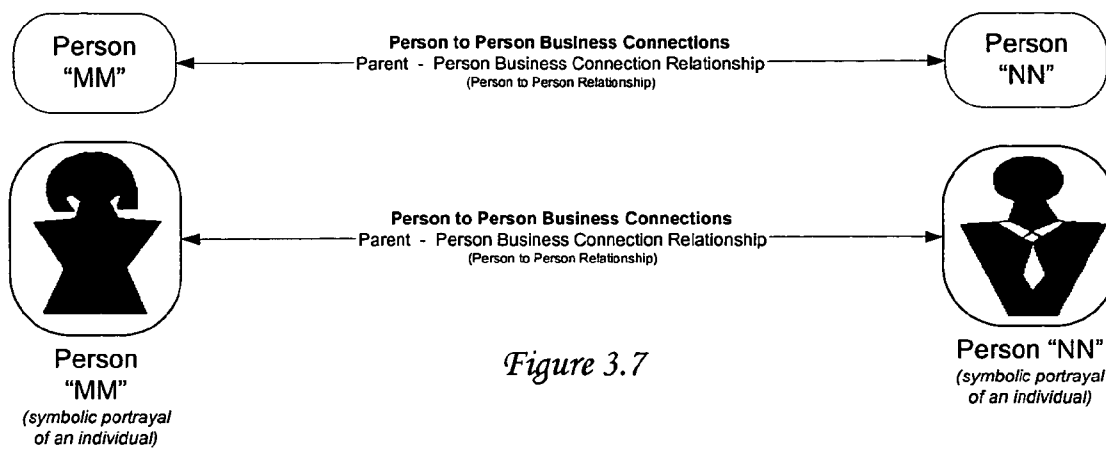 Person
“MM”
Person to Person Business Connections
Parent - Person Business Connection Relationship
(Person to Person Relationship)
Person
“NN”
Person to Person Business Connections
Parent - Person Business Connection Relationship
(Person to Person Relationship)
Person
“MM”
(symbolic portrayal
of an individual)
Figure 3.7
Person “NN”
(symbolic portrayal
of an individual)